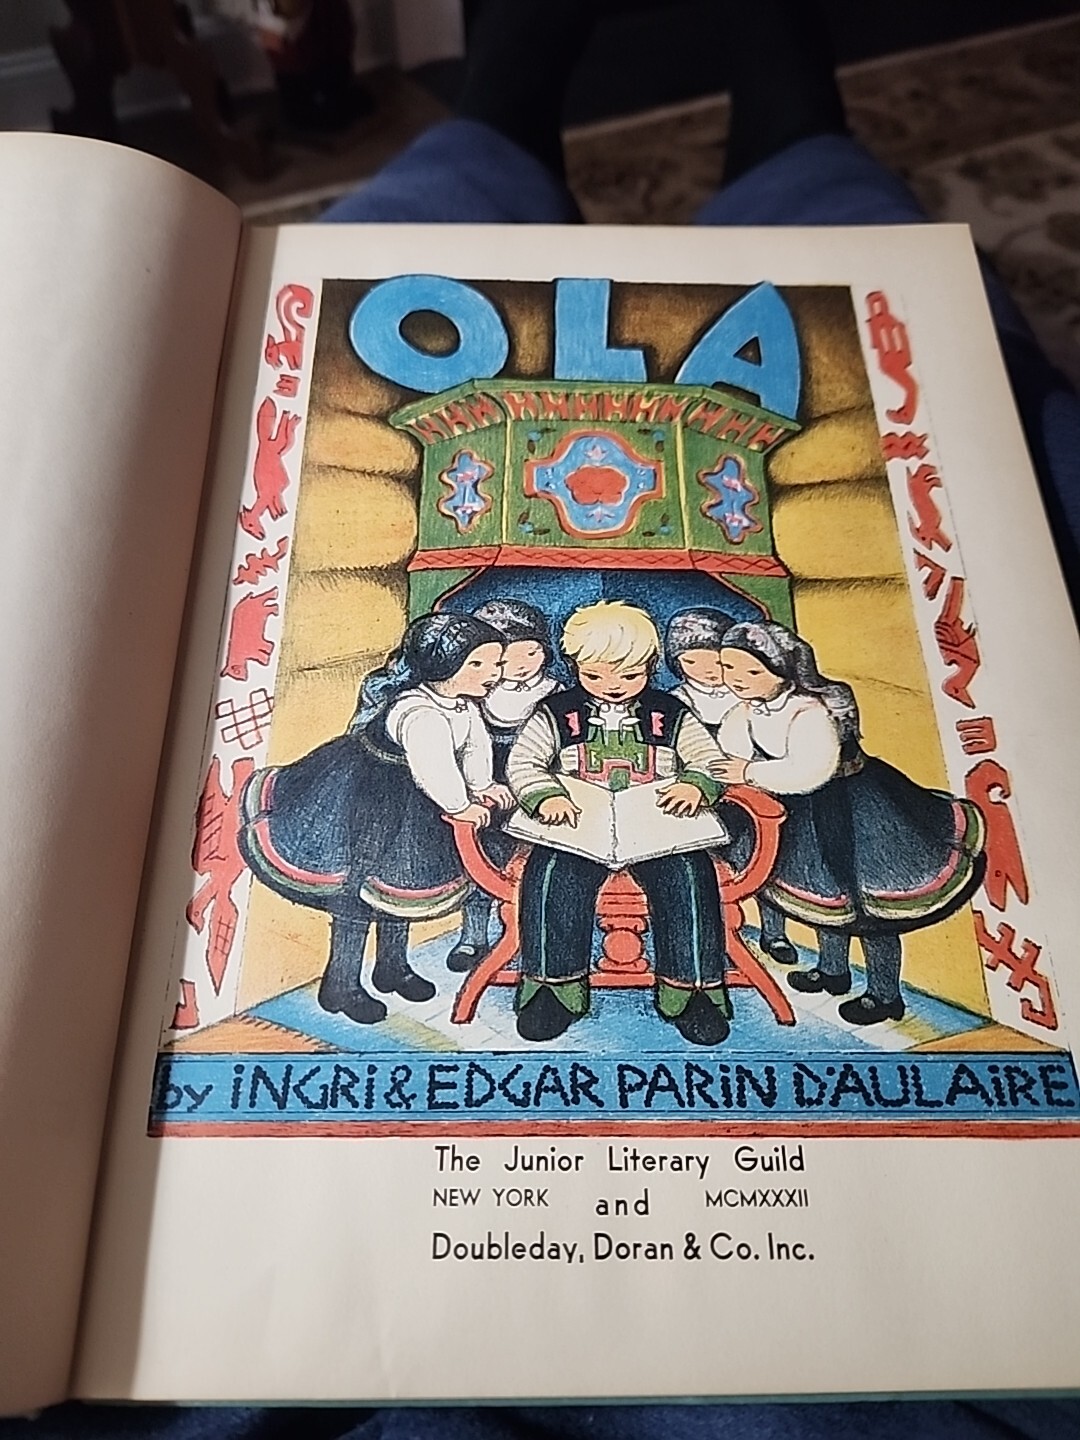 OLA
by iNGRi & EDGAR PARiN D'AULAiRE
The Junior Literary Guild
NEW YORK and MCMXXXII
Doubleday, Doran & Co. Inc.